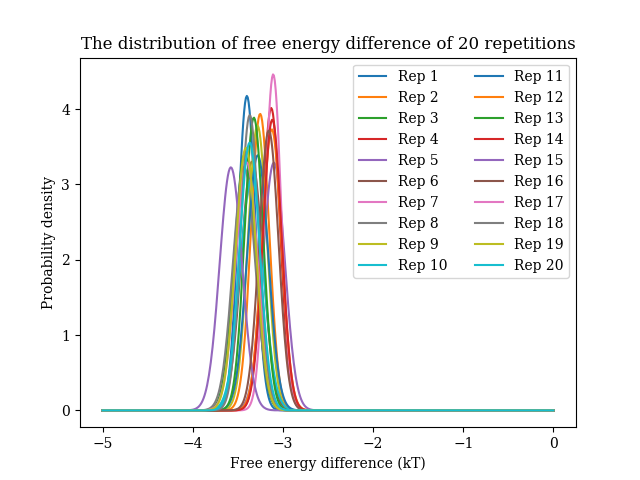 The distribution of free energy difference of 20 repetitions
Probability density
4
3
2
1
0
Rep 1
Rep 2
Rep 3
Rep 4
Rep 5
Rep 6
Rep 7
Rep 8
Rep 9
Rep 10
Rep 11
Rep 12
Rep 13
Rep 14
Rep 15
Rep 16
Rep 17
Rep 18
Rep 19
Rep 20
−5 −4 −3 −2 −1 0
Free energy difference (kT)